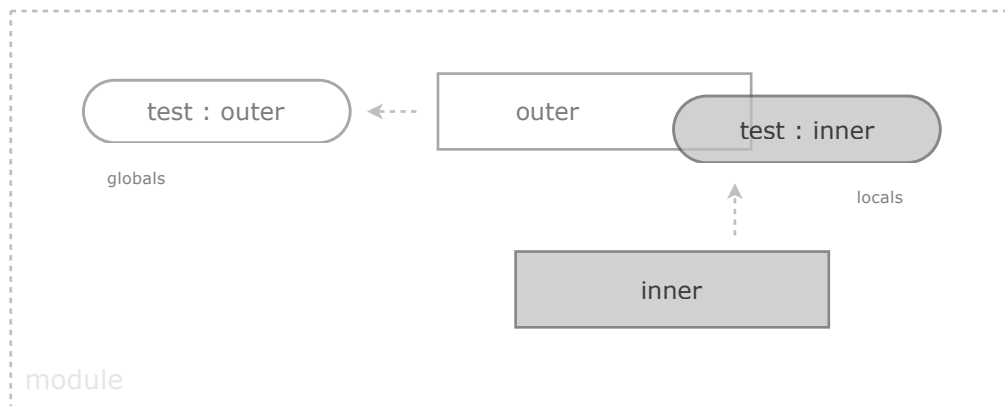 test : outer
outer
test : inner
globals
locals
inner
module